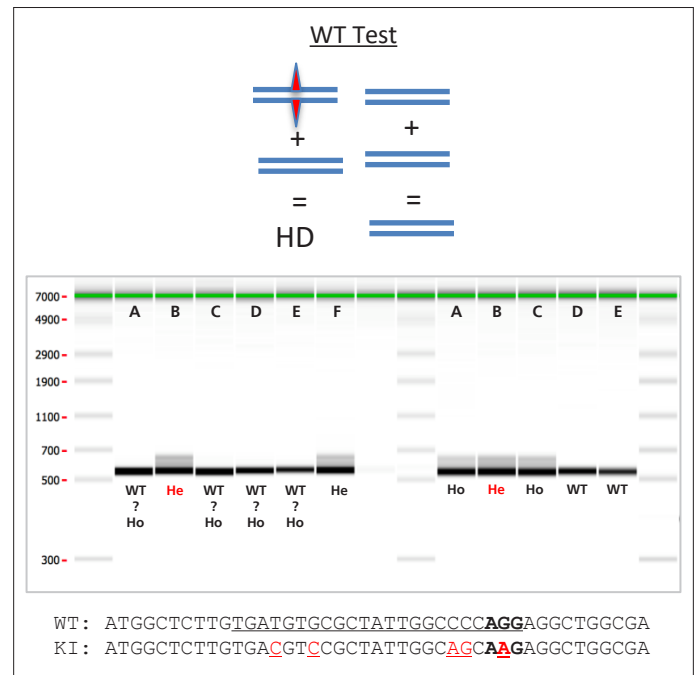 WT Test
+ +
= =
HD
7000
4900
2900
1900
1100
700
500
300
A B C D E F A B C D E
WT He WT WT WT He Ho He Ho WT WT
? ? ? ?
Ho Ho Ho Ho
WT: ATGGCTCTTGTGATGTGCGCTATTGGCCCCAGGAGGCTGGCGA
KI: ATGGCTCTTGTGACGTCCGCTATTGGCAGCAAGAGGCTGGCGA